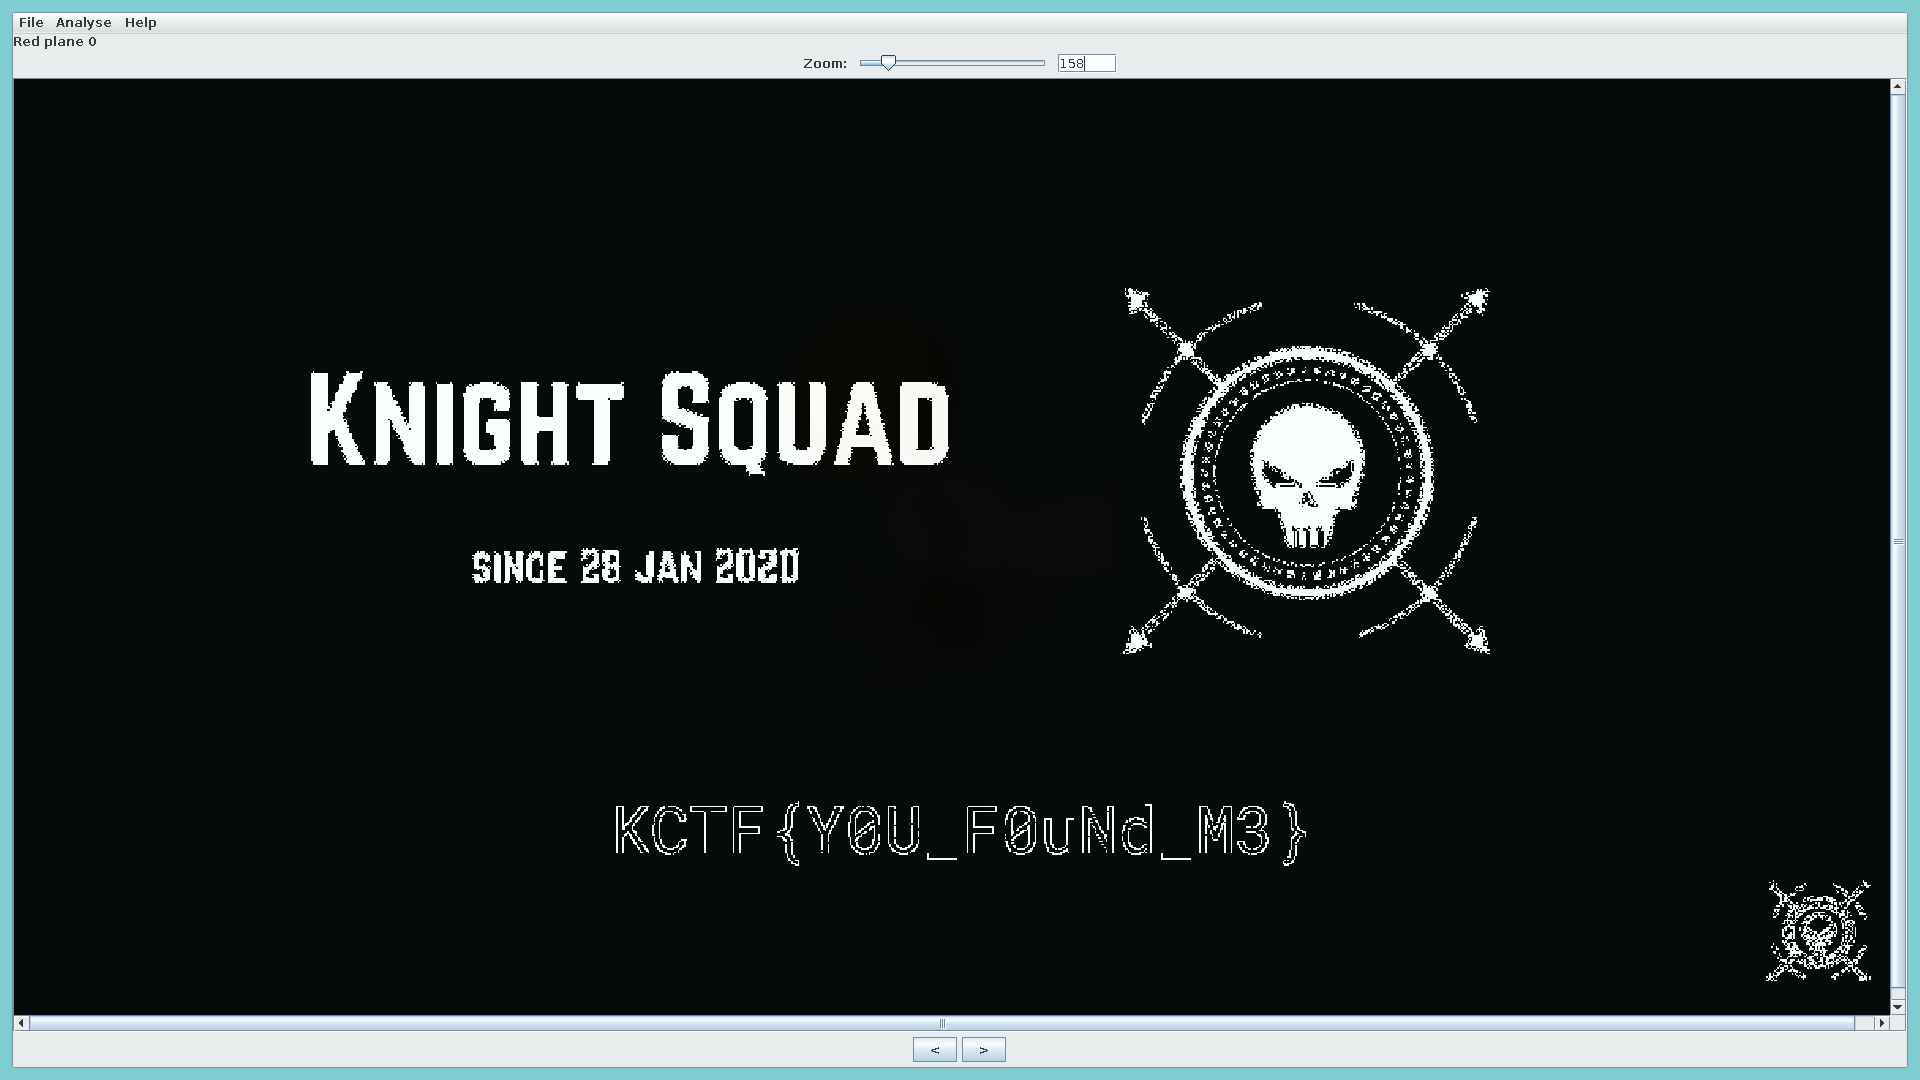 File Analyse Help
Red plane 0
Zoom: 158
KNIGHT SQUAD
SINCE 28 JAN 2020
KCTF{Y0U_F0uNd_M3}
< >